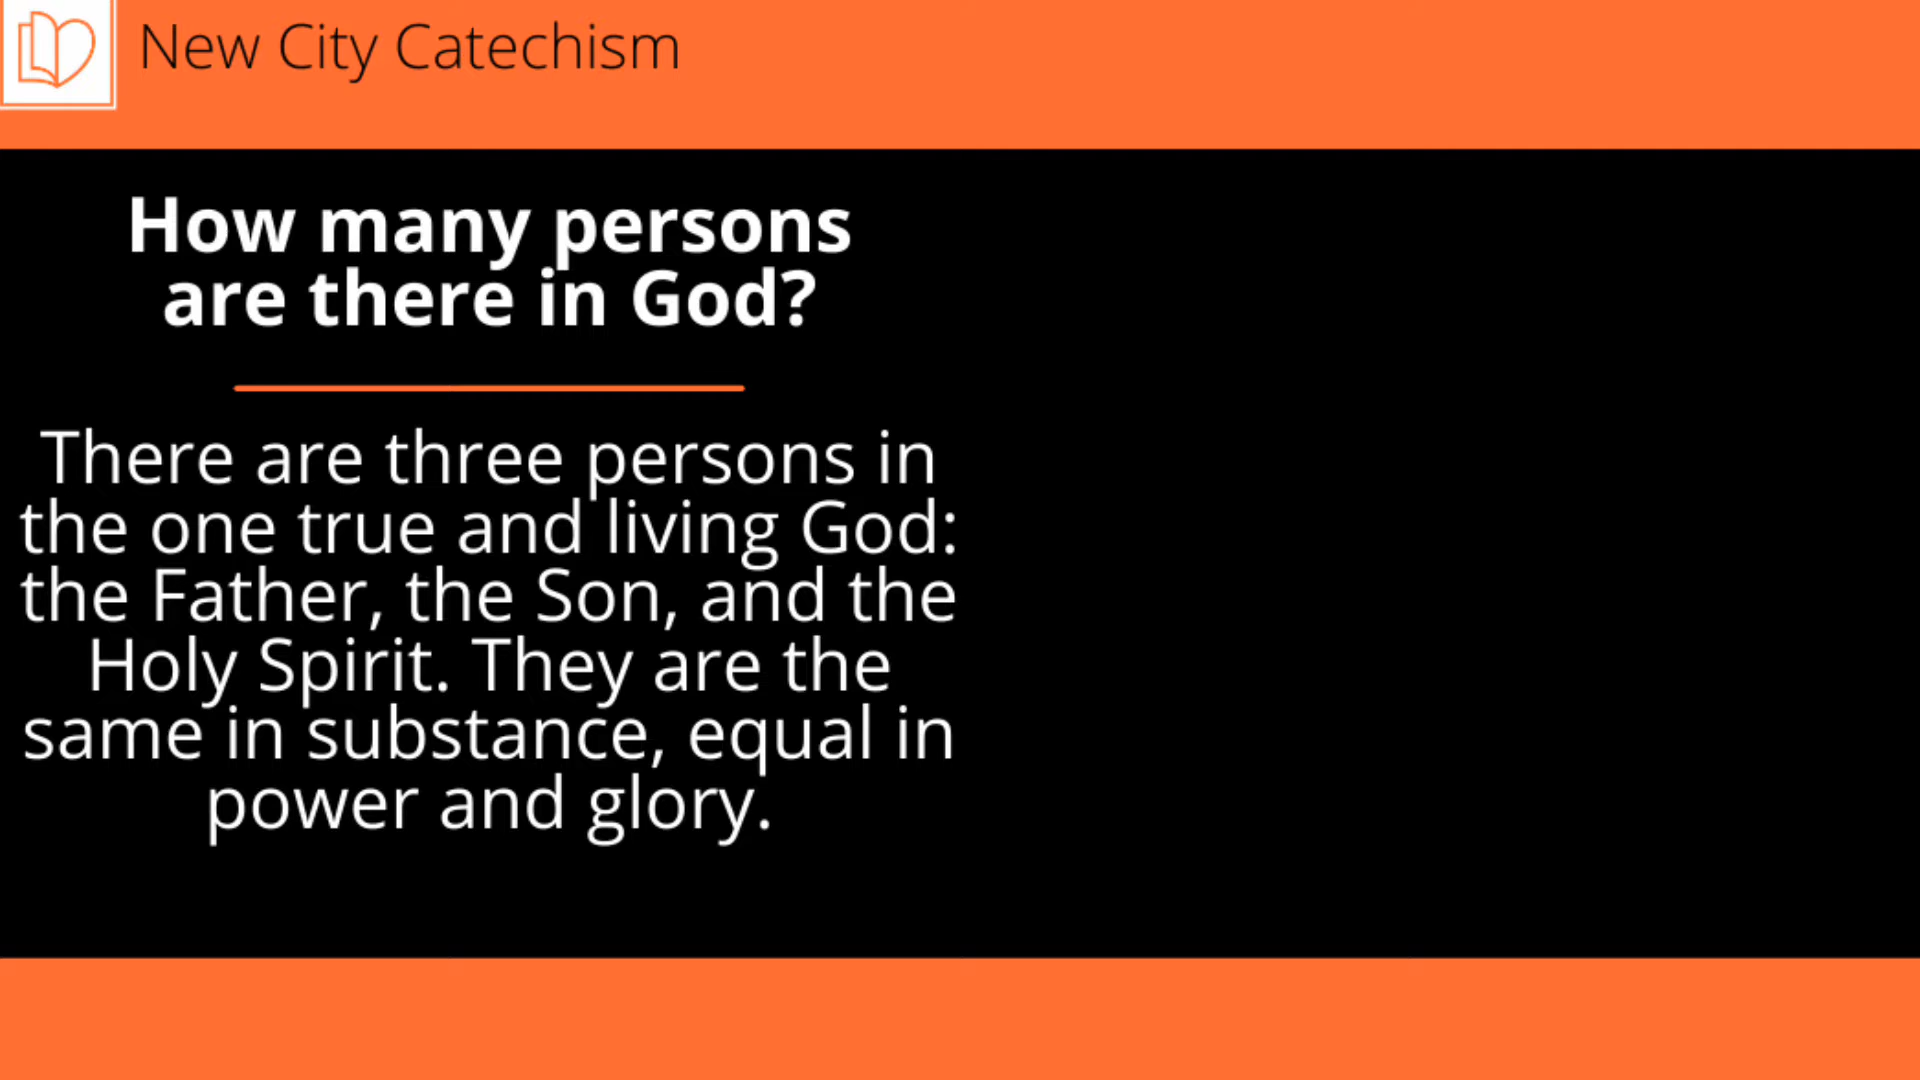 New City Catechism
How many persons
are there in God?
There are three persons in
the one true and living God:
the Father, the Son, and the
Holy Spirit. They are the
same in substance, equal in
power and glory.